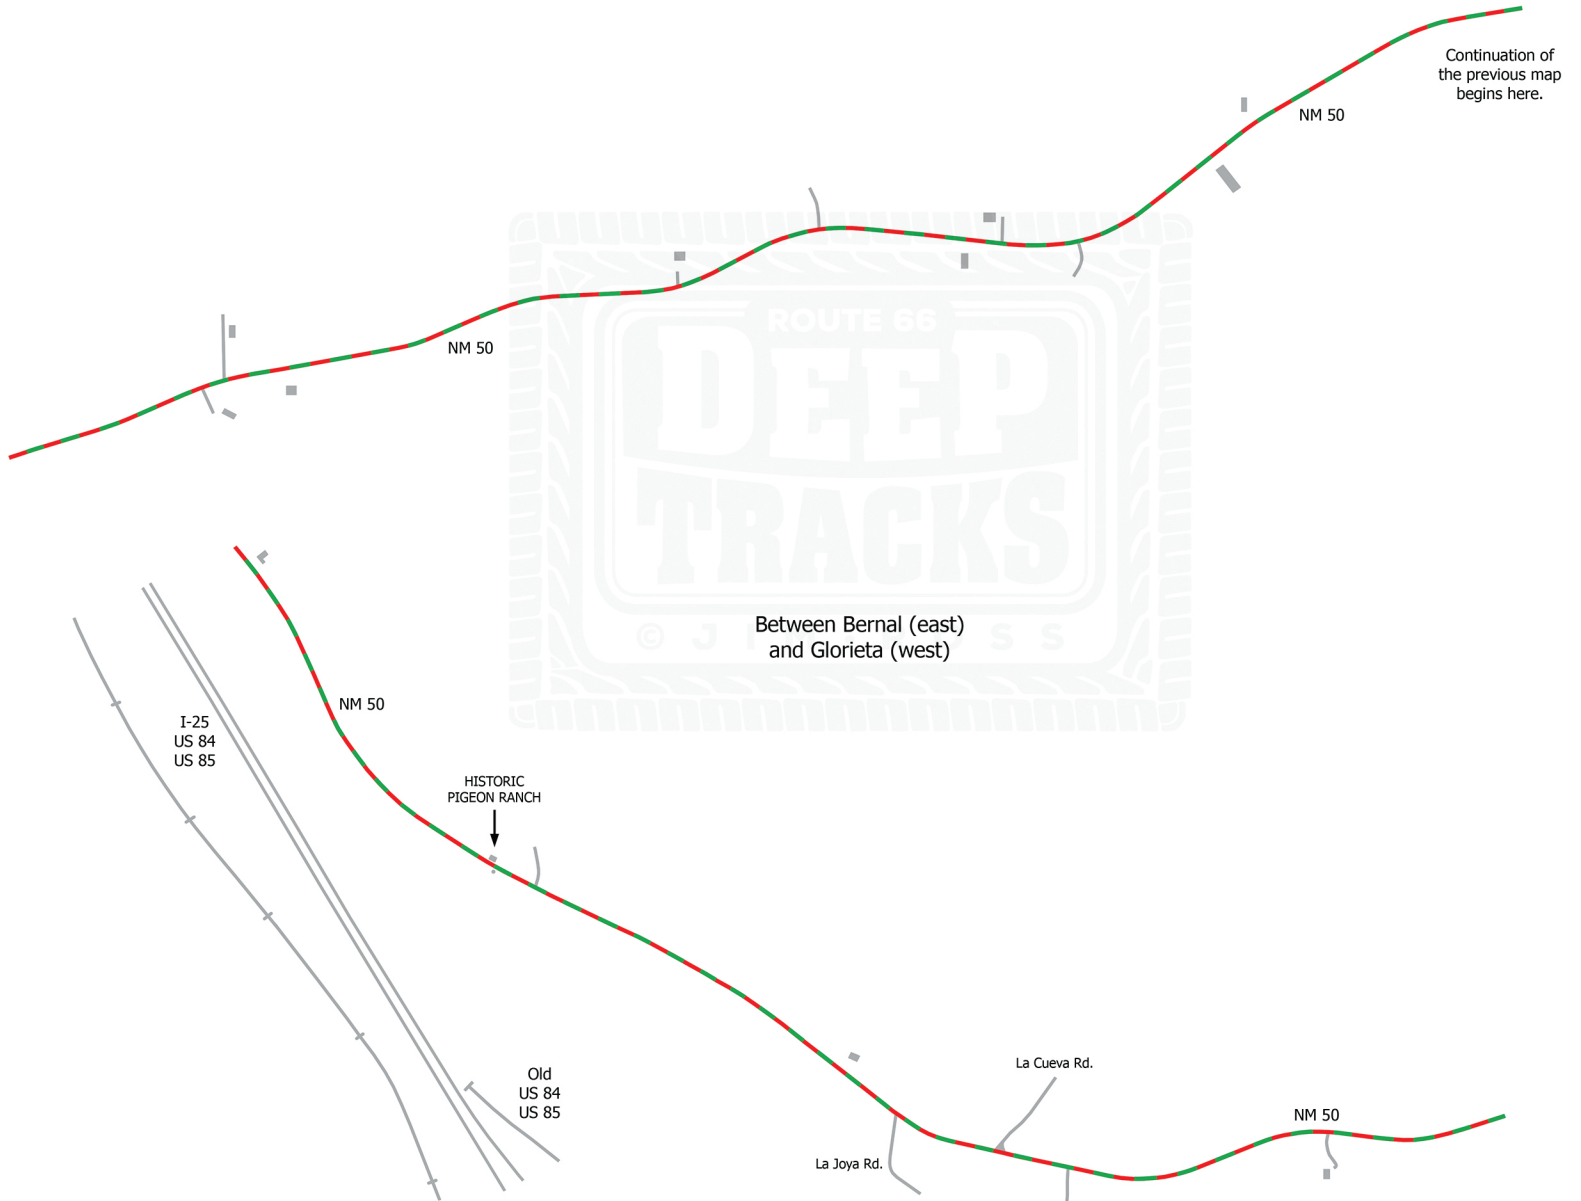 Continuation of
the previous map
begins here.
NM 50
NM 50
ROUTE 66
DEEP
TRACKS
Between Bernal (east)
and Glorieta (west)
NM 50
I-25
US 84
US 85
HISTORIC
PIGEON RANCH
Old
US 84
US 85
La Cueva Rd.
NM 50
La Joya Rd.